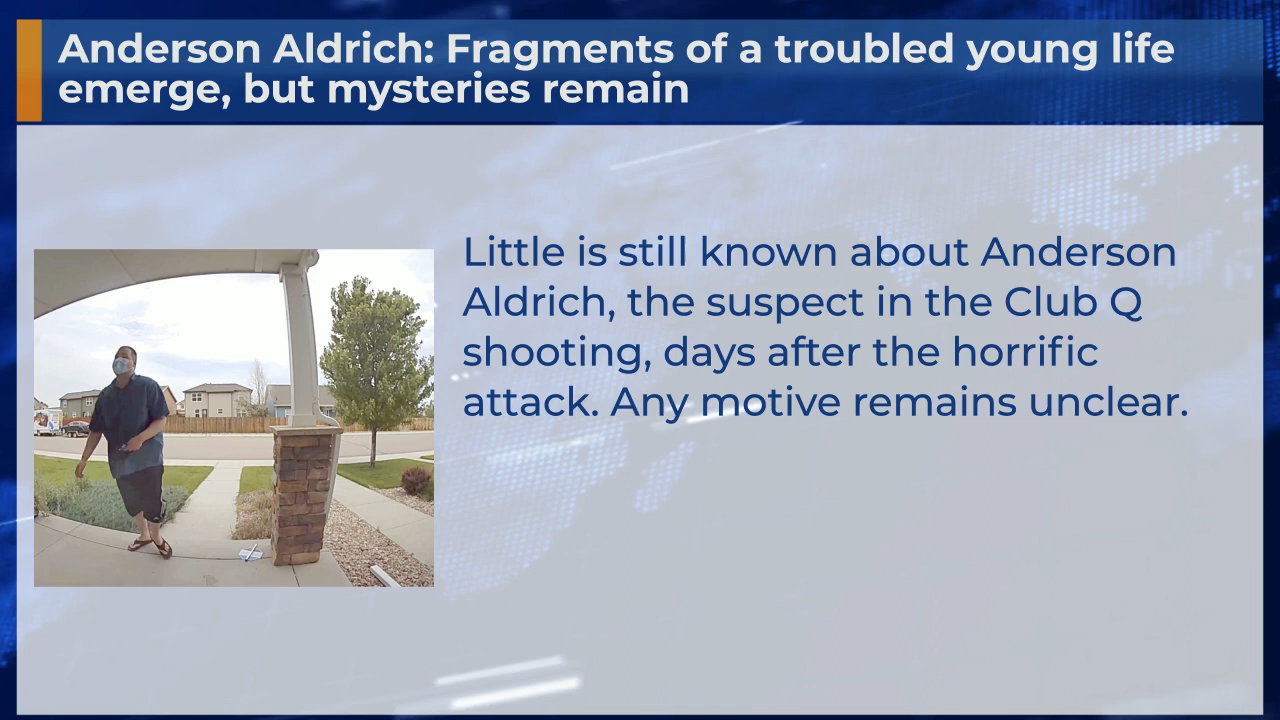 Anderson Aldrich: Fragments of a troubled young life
emerge, but mysteries remain
Little is still known about Anderson
Aldrich, the suspect in the Club Q
shooting, days after the horrific
attack. Any motive remains unclear.